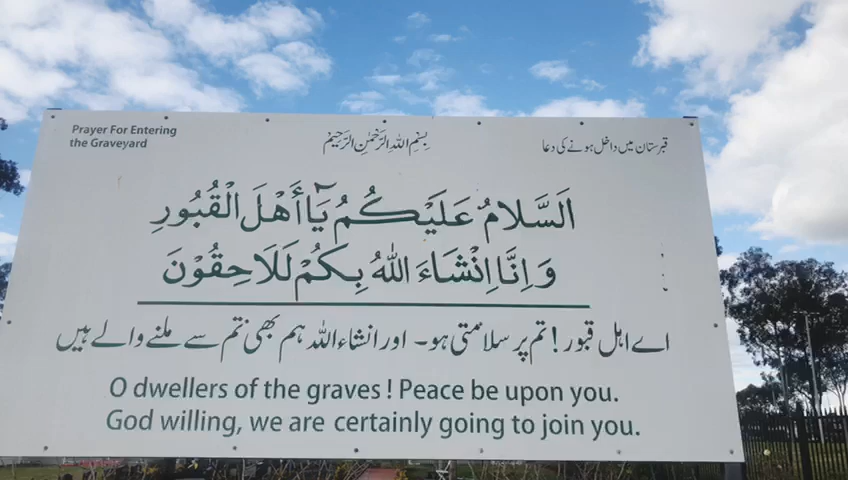 Prayer For Entering
the Graveyard
بِسْمِ اللهِ الرَّحْمٰنِ الرَّحِيْمِ
قبرستان میں داخل ہونے کی دعا
اَلسَّلَامُ عَلَيْكُمُ يَا أَهْلَ الْقُبُورِ
وَ اِنَّا اِنْشَاءَ اللهُ بِكُمْ لَلَاحِقُوْنَ
اے اہل قبور! تم پر سلامتی ہو۔ اور انشاء اللہ ہم بھی تم سے ملنے والے ہیں
O dwellers of the graves ! Peace be upon you.
God willing, we are certainly going to join you.